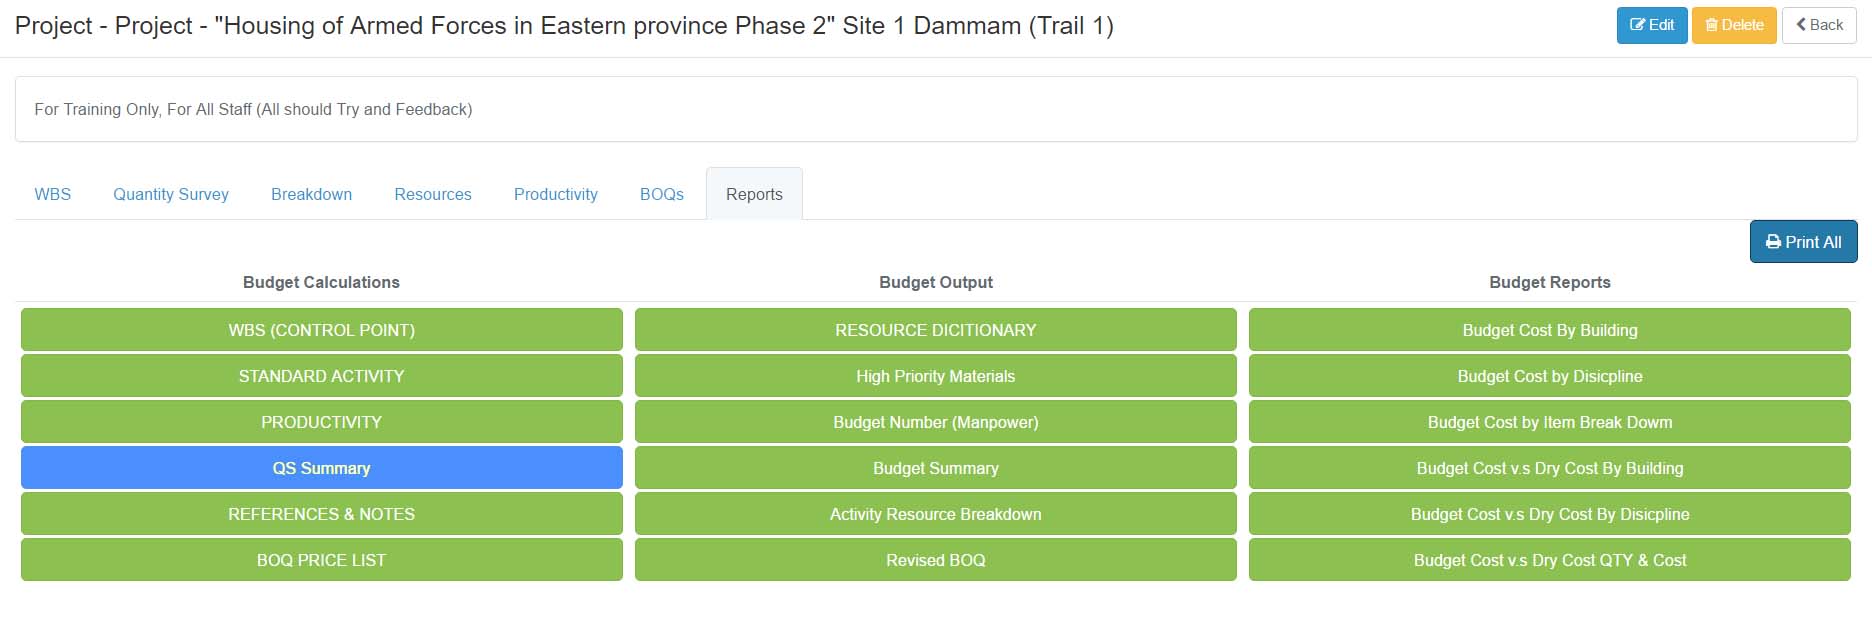 Project - Project - "Housing of Armed Forces in Eastern province Phase 2" Site 1 Dammam (Trail 1)
Edit Delete Back
For Training Only, For All Staff (All should Try and Feedback)
WBS Quantity Survey Breakdown Resources Productivity BOQs Reports
Print All
Budget Calculations Budget Output Budget Reports
WBS (CONTROL POINT) RESOURCE DICITIONARY Budget Cost By Building
STANDARD ACTIVITY High Priority Materials Budget Cost by Disicpline
PRODUCTIVITY Budget Number (Manpower) Budget Cost by Item Break Dowm
QS Summary Budget Summary Budget Cost v.s Dry Cost By Building
REFERENCES & NOTES Activity Resource Breakdown Budget Cost v.s Dry Cost By Disicpline
BOQ PRICE LIST Revised BOQ Budget Cost v.s Dry Cost QTY & Cost